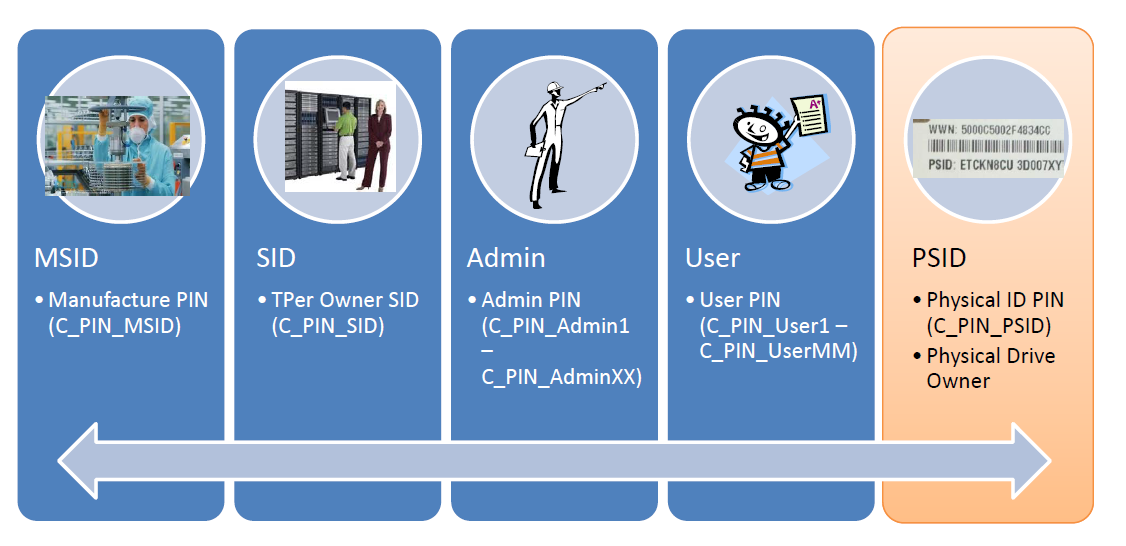 A+
WWN: 5000C5002F4834CC
PSID: ETCKN8CU 3D007XY
MSID
• Manufacture PIN
(C_PIN_MSID)
SID
• TPer Owner SID
(C_PIN_SID)
Admin
• Admin PIN
(C_PIN_Admin1
–
C_PIN_AdminXX)
User
• User PIN
(C_PIN_User1 –
C_PIN_UserMM)
PSID
• Physical ID PIN
(C_PIN_PSID)
• Physical Drive
Owner